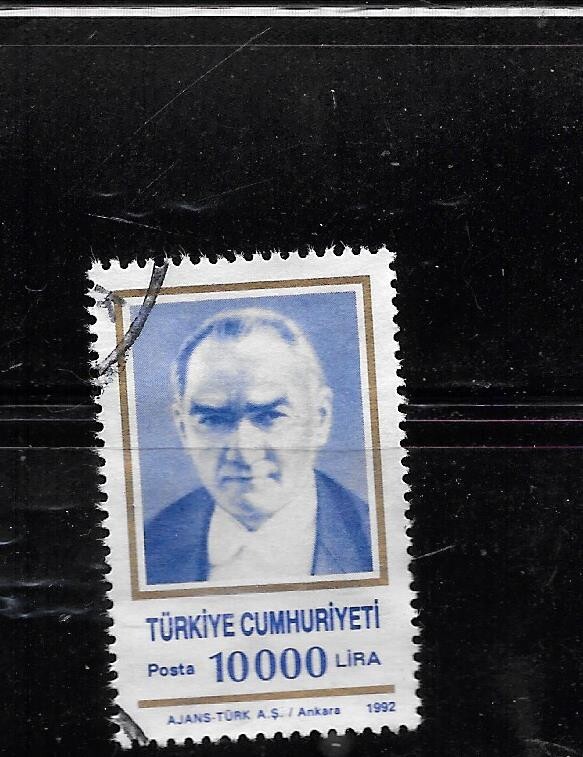 TÜRKİYE CUMHURİYETİ
Posta 10000 LİRA
AJANS-TÜRK A.Ş. / Ankara 1992